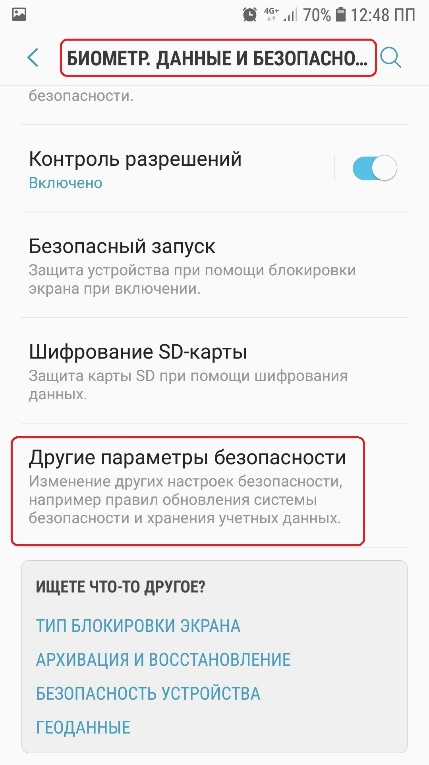 4G+ 70% 12:48 ПП
БИОМЕТР. ДАННЫЕ И БЕЗОПАСНО...
безопасности.
Контроль разрешений
Включено
Безопасный запуск
Защита устройства при помощи блокировки
экрана при включении.
Шифрование SD-карты
Защита карты SD при помощи шифрования
данных.
Другие параметры безопасности
Изменение других настроек безопасности,
например правил обновления системы
безопасности и хранения учетных данных.
ИЩЕТЕ ЧТО-ТО ДРУГОЕ?
ТИП БЛОКИРОВКИ ЭКРАНА
АРХИВАЦИЯ И ВОССТАНОВЛЕНИЕ
БЕЗОПАСНОСТЬ УСТРОЙСТВА
ГЕОДАННЫЕ